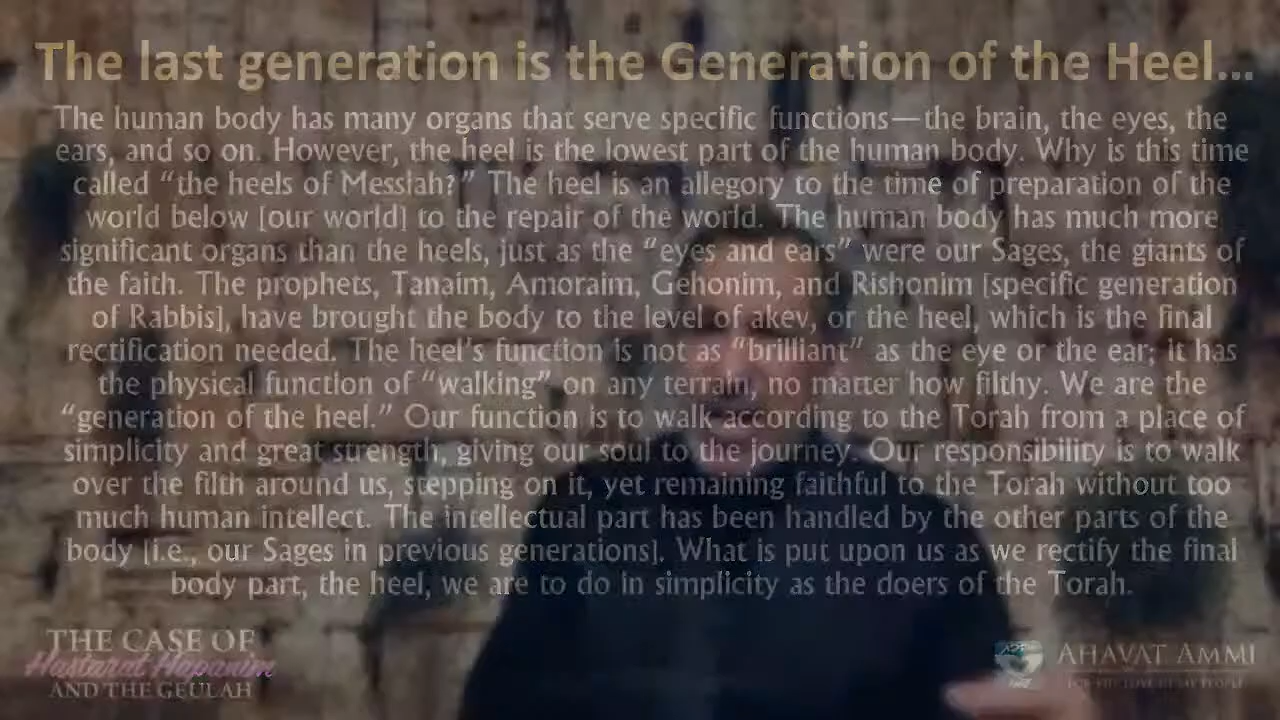 The last generation is the Generation of the Heel...
The human body has many organs that serve specific functions—the brain, the eyes, the
ears, and so on. However, the heel is the lowest part of the human body. Why is this time
called “the heels of Messiah?” The heel is an allegory to the time of preparation of the
world below [our world] to the repair of the world. The human body has much more
significant organs than the heels, just as the “eyes and ears” were our Sages, the giants of
the faith. The prophets, Tanaim, Amoraim, Gehonim, and Rishonim [specific generation
of Rabbis], have brought the body to the level of akev, or the heel, which is the final
rectification needed. The heel's function is not as “brilliant” as the eye or the ear; it has
the physical function of “walking” on any terrain, no matter how filthy. We are the
“generation of the heel.” Our function is to walk according to the Torah from a place of
simplicity and great strength, giving our soul to the journey. Our responsibility is to walk
over the filth around us, stepping on it, yet remaining faithful to the Torah without too
much human intellect. The intellectual part has been handled by the other parts of the
body [i.e., our Sages in previous generations]. What is put upon us as we rectify the final
body part, the heel, we are to do in simplicity as the doers of the Torah.
THE CASE OF
Hastarat Hapanim
AND THE GEULAH
AHAVAT AMMI
FOR THE LOVE OF MY PEOPLE